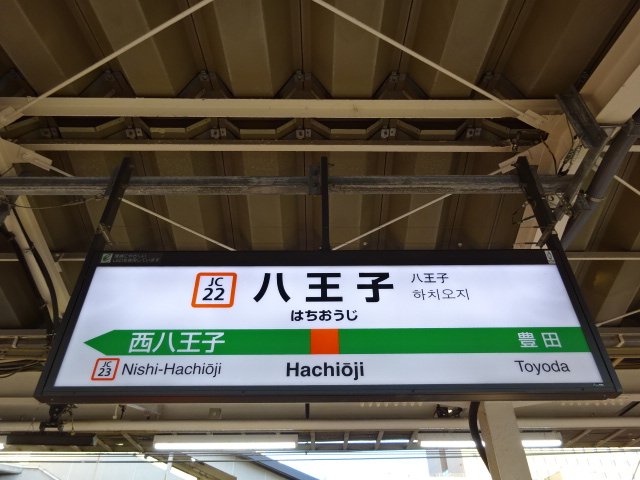 JC
22
八王子
八王子
하치오지
はちおうじ
西八王子
豊田
JC
23
Nishi-Hachiōji
Hachiōji
Toyoda